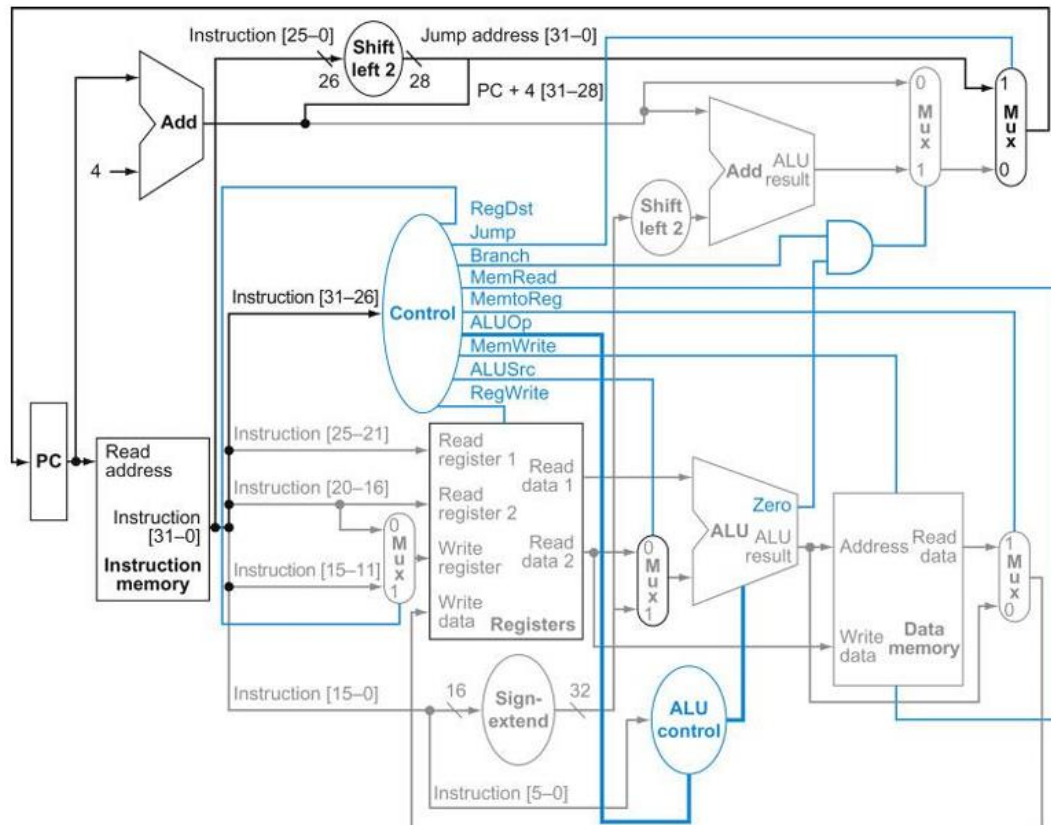 Instruction [25–0]
Shift
left 2
Jump address [31–0]
26
28
PC + 4 [31–28]
Add
4
0
M
u
x
1
1
M
u
x
0
Add
ALU
result
Shift
left 2
RegDst
Jump
Branch
MemRead
MemtoReg
ALUOp
MemWrite
ALUSrc
RegWrite
Control
Instruction [31–26]
PC
Read
address
Instruction
[31–0]
Instruction
memory
Instruction [25–21]
Instruction [20–16]
Instruction [15–11]
0
M
u
x
1
Read
register 1
Read
register 2
Write
register
Write
data
Read
data 1
Read
data 2
Registers
0
M
u
x
1
Zero
ALU
ALU
result
Address
Read
data
Write
data
Data
memory
1
M
u
x
0
Instruction [15–0]
16
Sign-
extend
32
ALU
control
Instruction [5–0]